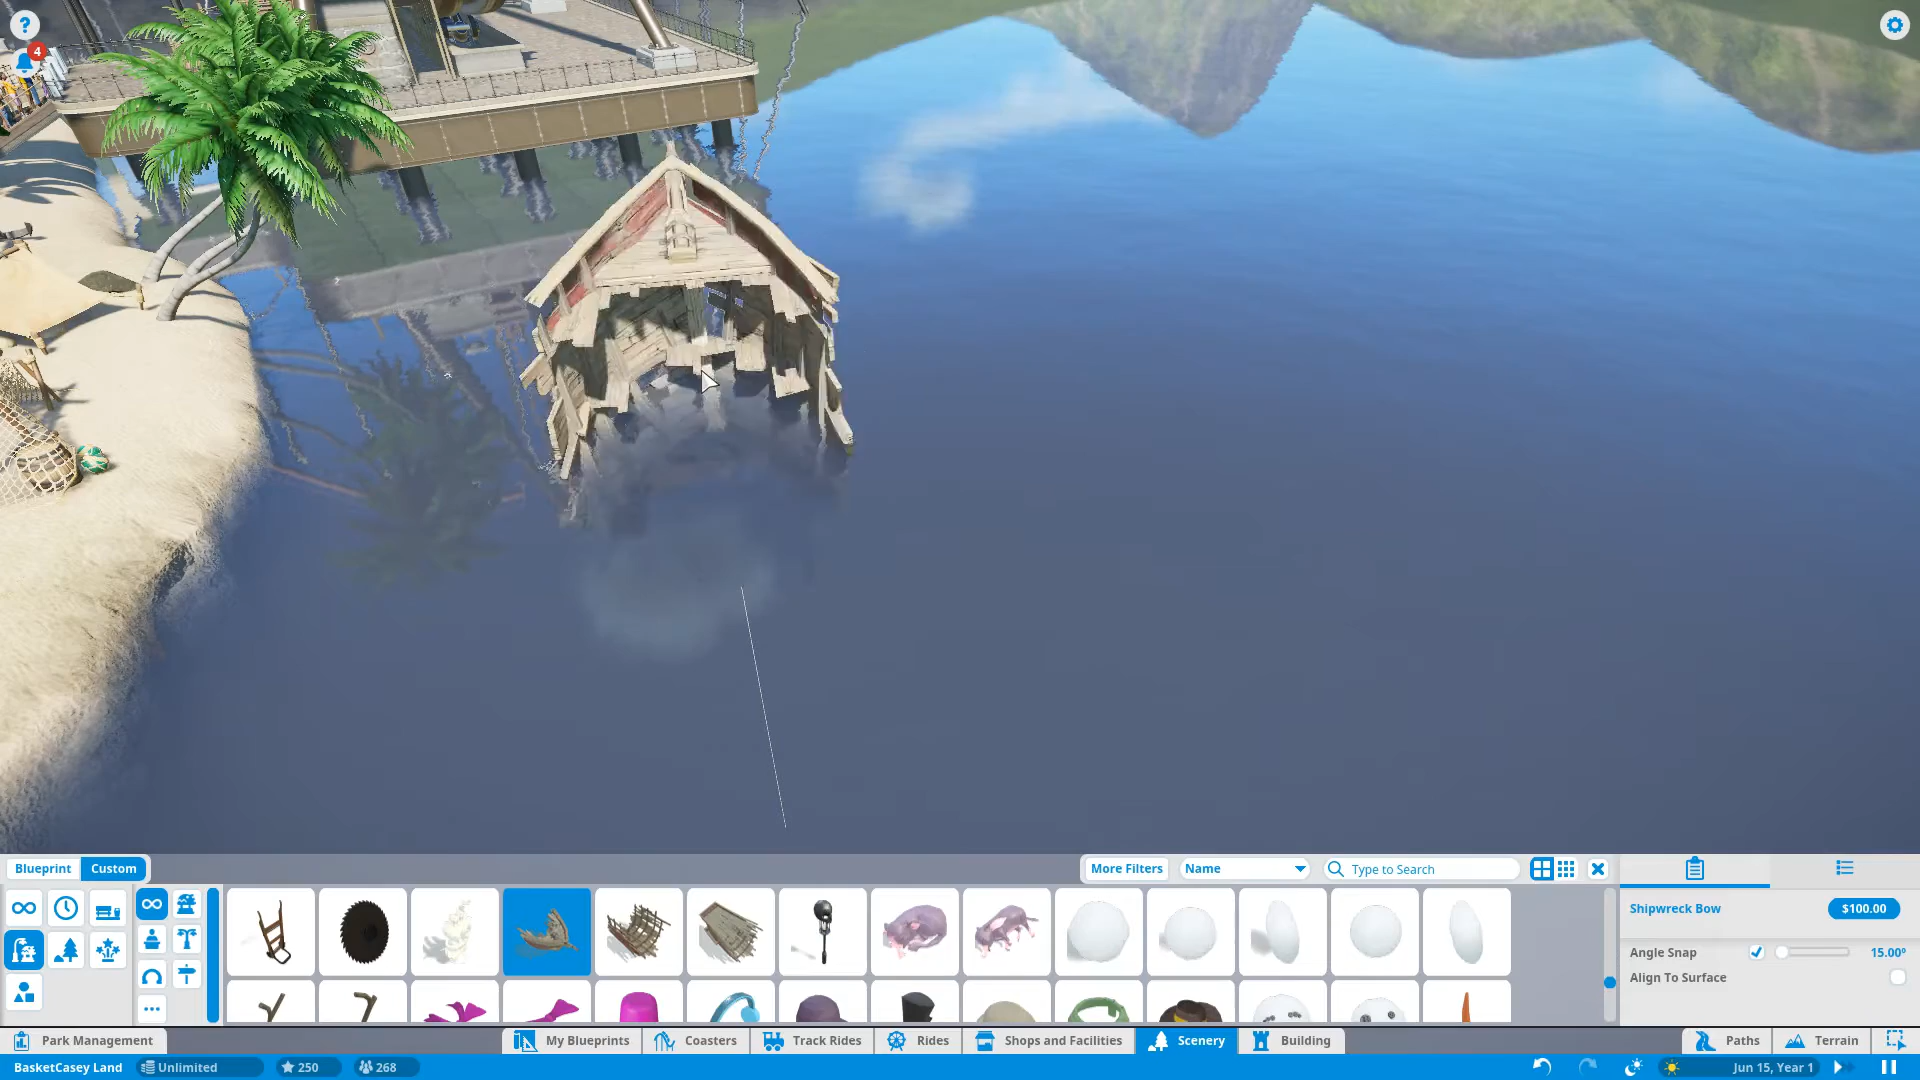 ?
4
Blueprint
Custom
More Filters
Name
Type to Search
Shipwreck Bow
$100.00
Angle Snap
15.00°
Align To Surface
Park Management
My Blueprints
Coasters
Track Rides
Rides
Shops and Facilities
Scenery
Building
Paths
Terrain
BasketCasey Land
Unlimited
250
268
Jun 15, Year 1